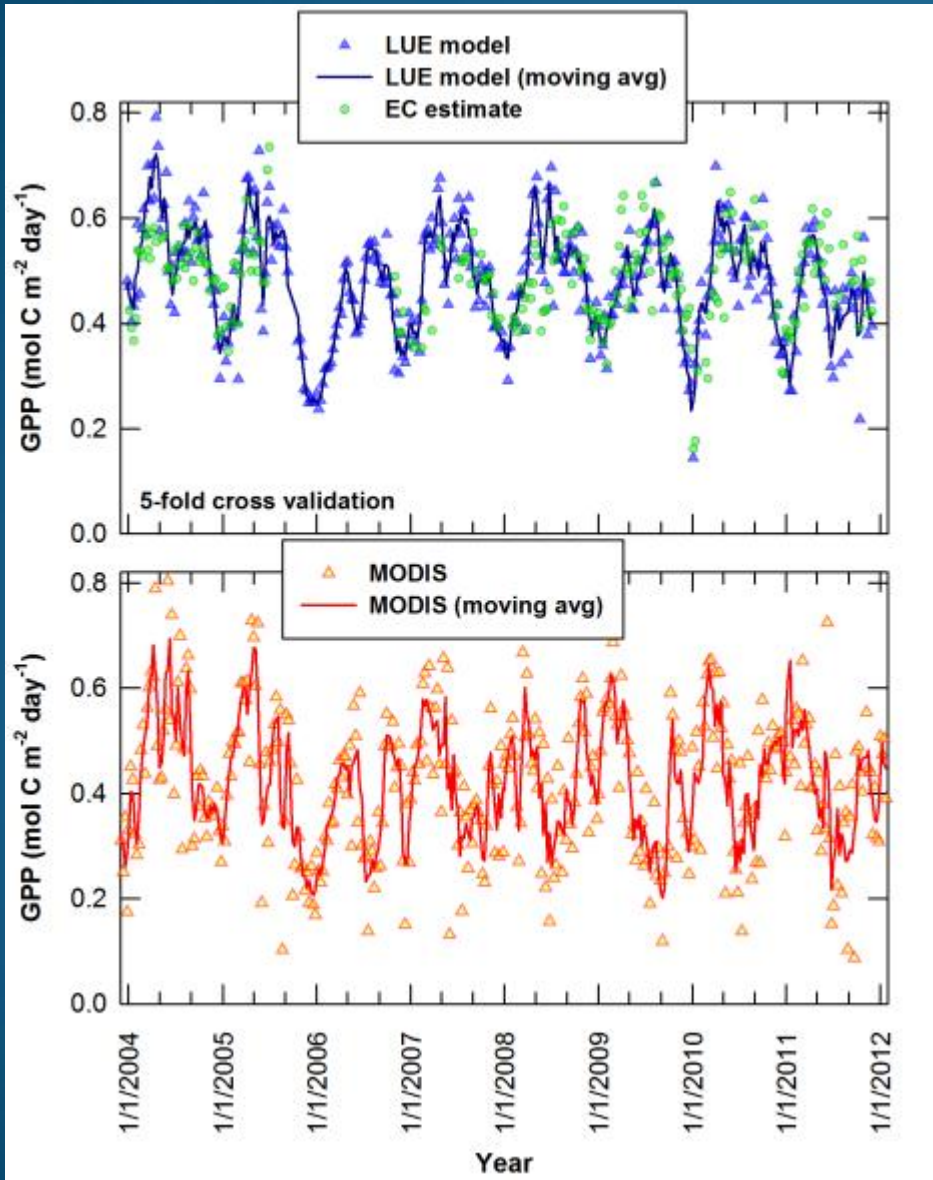 LUE model
LUE model (moving avg)
EC estimate
0.8
0.6
0.4
0.2
0.0
GPP (mol C m⁻² day⁻¹)
5-fold cross validation
MODIS
MODIS (moving avg)
0.8
0.6
0.4
0.2
0.0
GPP (mol C m⁻² day⁻¹)
1/1/2004
1/1/2005
1/1/2006
1/1/2007
1/1/2008
1/1/2009
1/1/2010
1/1/2011
1/1/2012
Year